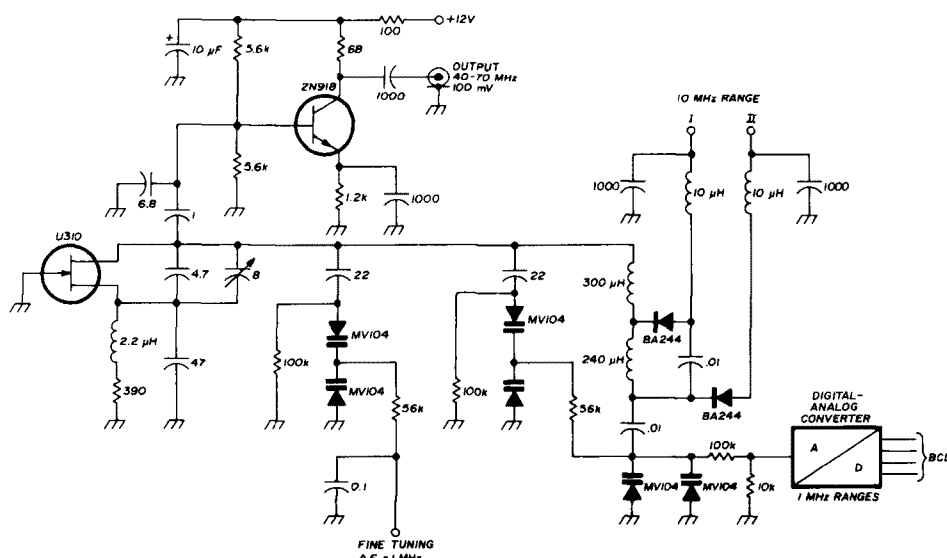 +12V
100
10 µF
5.6k
68
OUTPUT
40-70 MHz
100 mV
1000
2N918
10 MHz RANGE
I
II
1000
10 µH
10 µH
1000
5.6k
1.2k
1000
6.8
1
U310
4.7
8
22
22
300 µH
BA244
240 µH
.01
2.2 µH
47
390
100k
MV104
MV104
56k
100k
MV104
56k
BA244
.01
DIGITAL-
ANALOG
CONVERTER
A
D
1 MHz RANGES
100k
10k
MV104
MV104
0.1
FINE TUNING